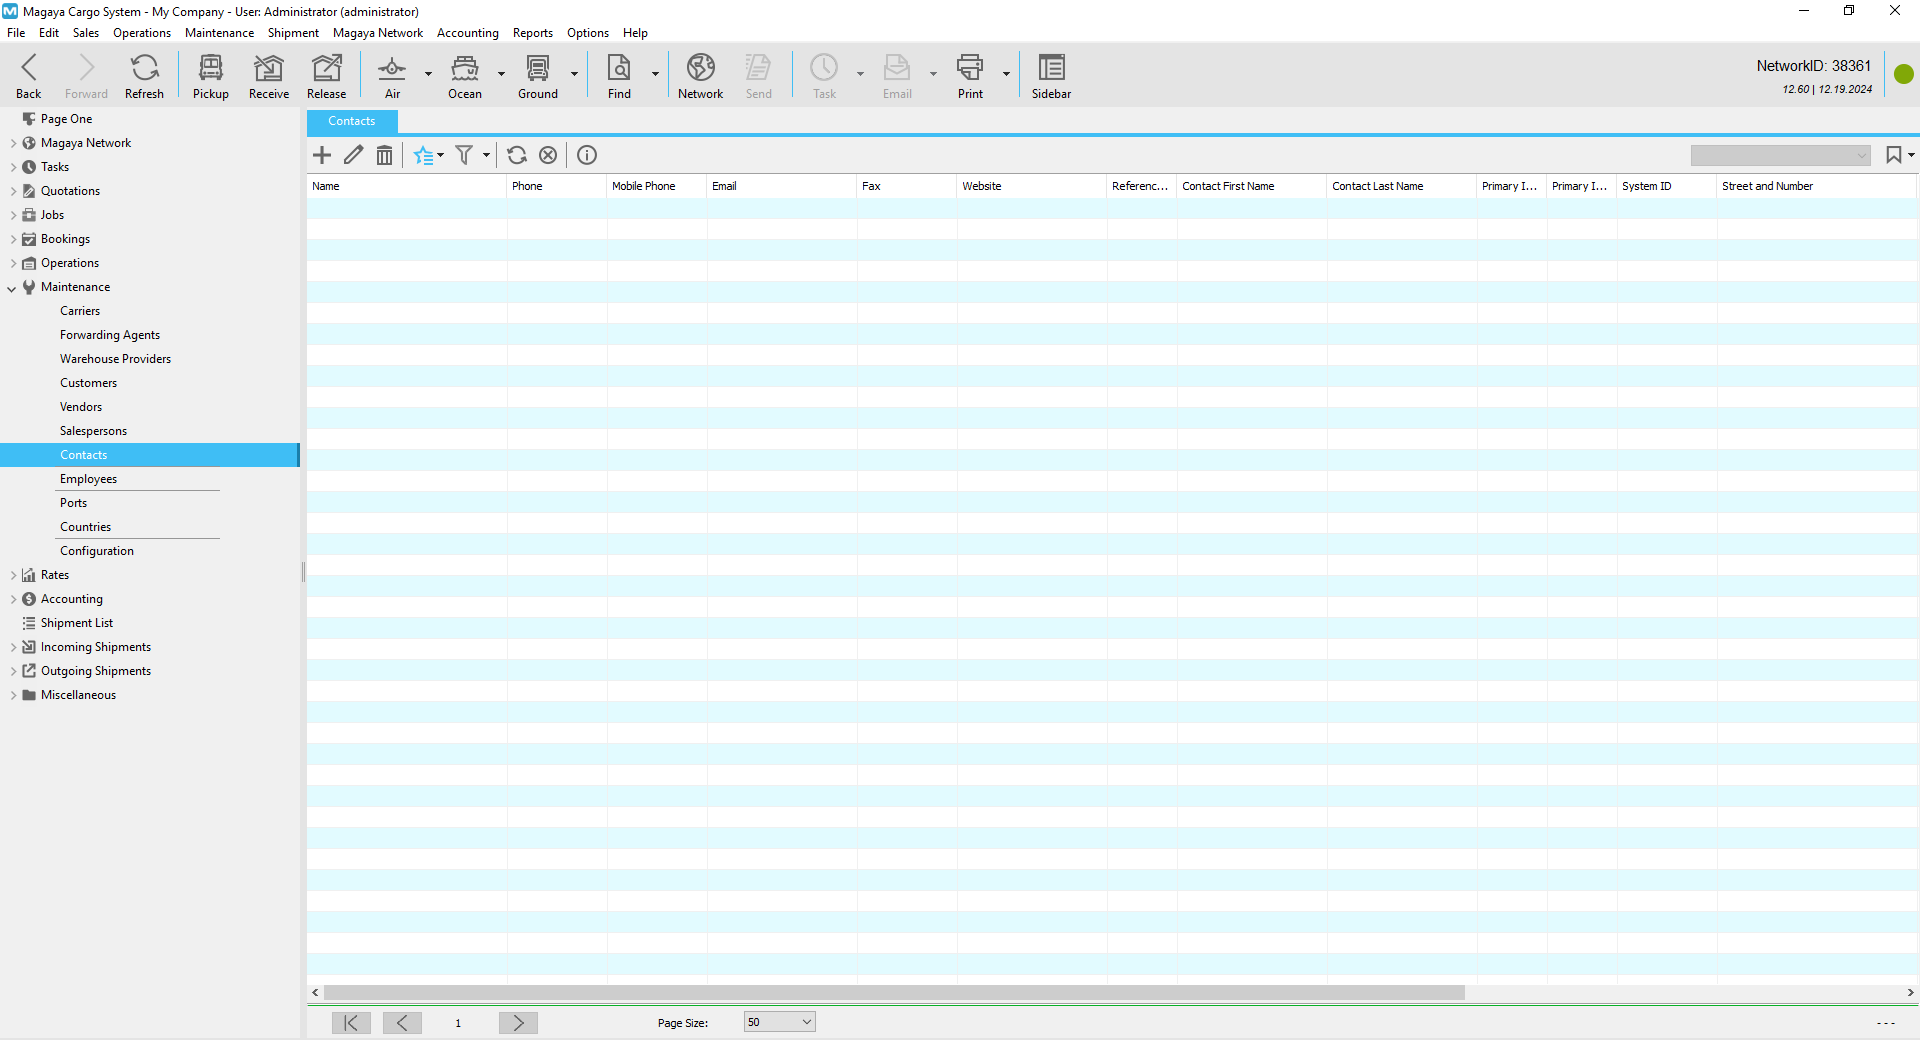 Magaya Cargo System - My Company - User: Administrator (administrator)
File Edit Sales Operations Maintenance Shipment Magaya Network Accounting Reports Options Help
Back Forward Refresh Pickup Receive Release Air Ocean Ground Find Network Send Task Email Print Sidebar
NetworkID: 38361
12.60 | 12.19.2024
Page One
Magaya Network
Tasks
Quotations
Jobs
Bookings
Operations
Maintenance
Carriers
Forwarding Agents
Warehouse Providers
Customers
Vendors
Salespersons
Contacts
Employees
Ports
Countries
Configuration
Rates
Accounting
Shipment List
Incoming Shipments
Outgoing Shipments
Miscellaneous
Contacts
Name Phone Mobile Phone Email Fax Website Referenc... Contact First Name Contact Last Name Primary I... Primary I... System ID Street and Number
1 Page Size: 50 - - -